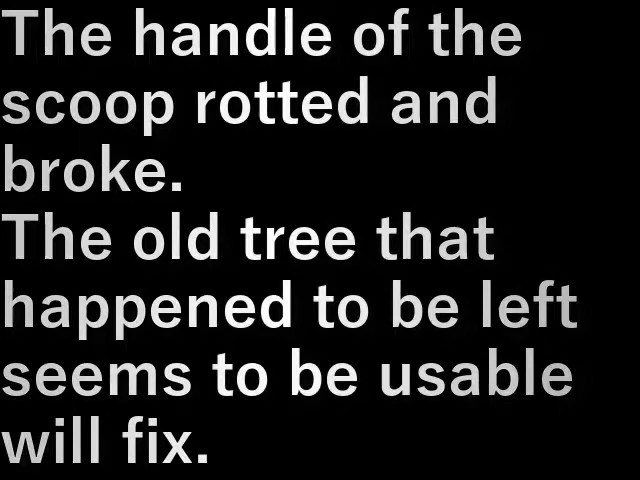 The handle of the
scoop rotted and
broke.
The old tree that
happened to be left
seems to be usable
will fix.